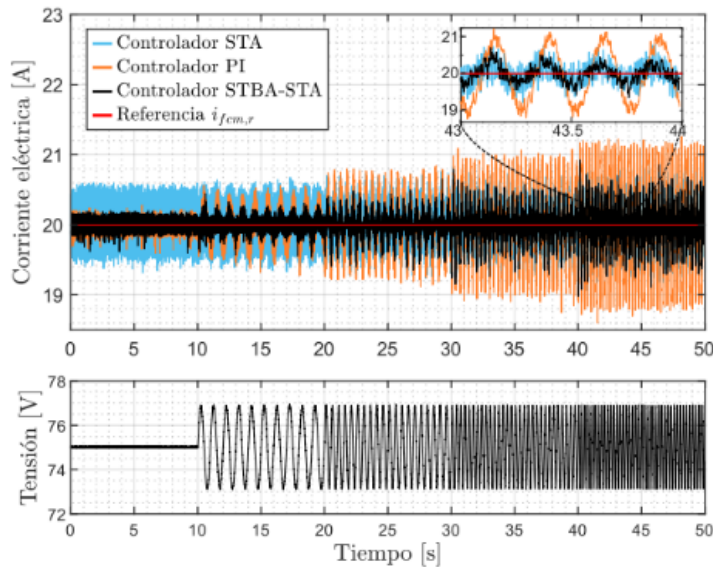 23
22
21
20
19
Corriente eléctrica [A]
Controlador STA
Controlador PI
Controlador STBA-STA
Referencia i_{fcm,r}
21
20
19
43 43.5 44
0 5 10 15 20 25 30 35 40 45 50
78
76
74
72
Tensión [V]
0 5 10 15 20 25 30 35 40 45 50
Tiempo [s]